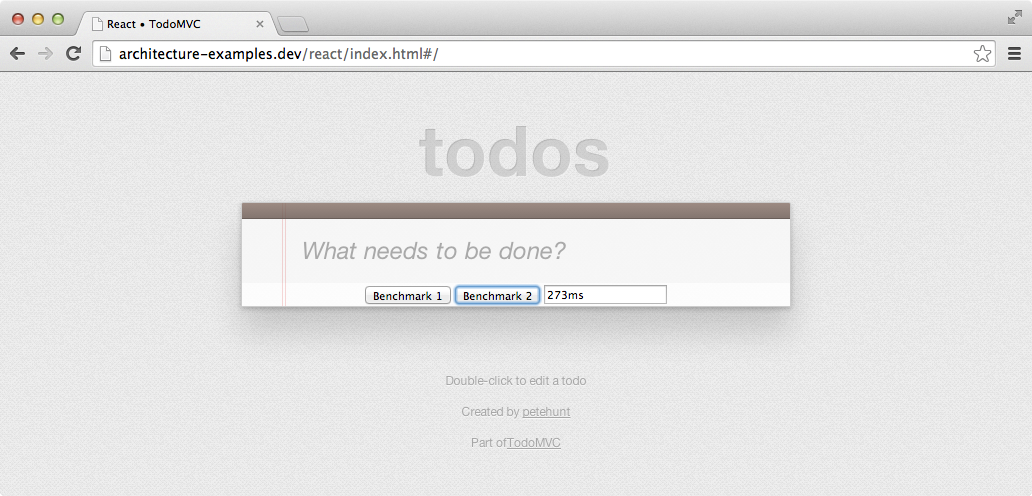 React • TodoMVC
architecture-examples.dev/react/index.html#/
todos
What needs to be done?
Benchmark 1 Benchmark 2 273ms
Double-click to edit a todo
Created by petehunt
Part ofTodoMVC